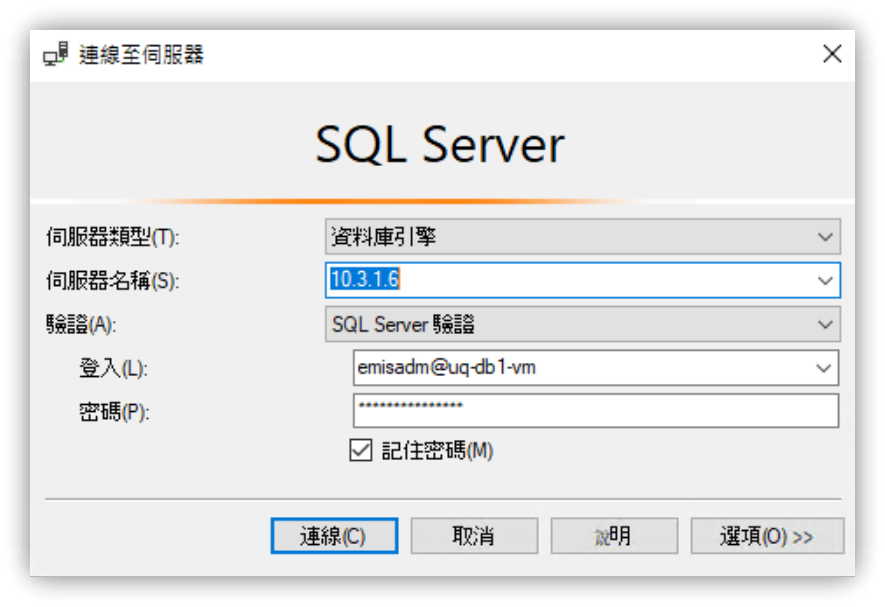 連線至伺服器
SQL Server
伺服器類型(T): 資料庫引擎
伺服器名稱(S): 10.3.1.6
驗證(A): SQL Server 驗證
登入(L): emisadm@uq-db1-vm
密碼(P): ***************
記住密碼(M)
連線(C) 取消 說明 選項(O) >>